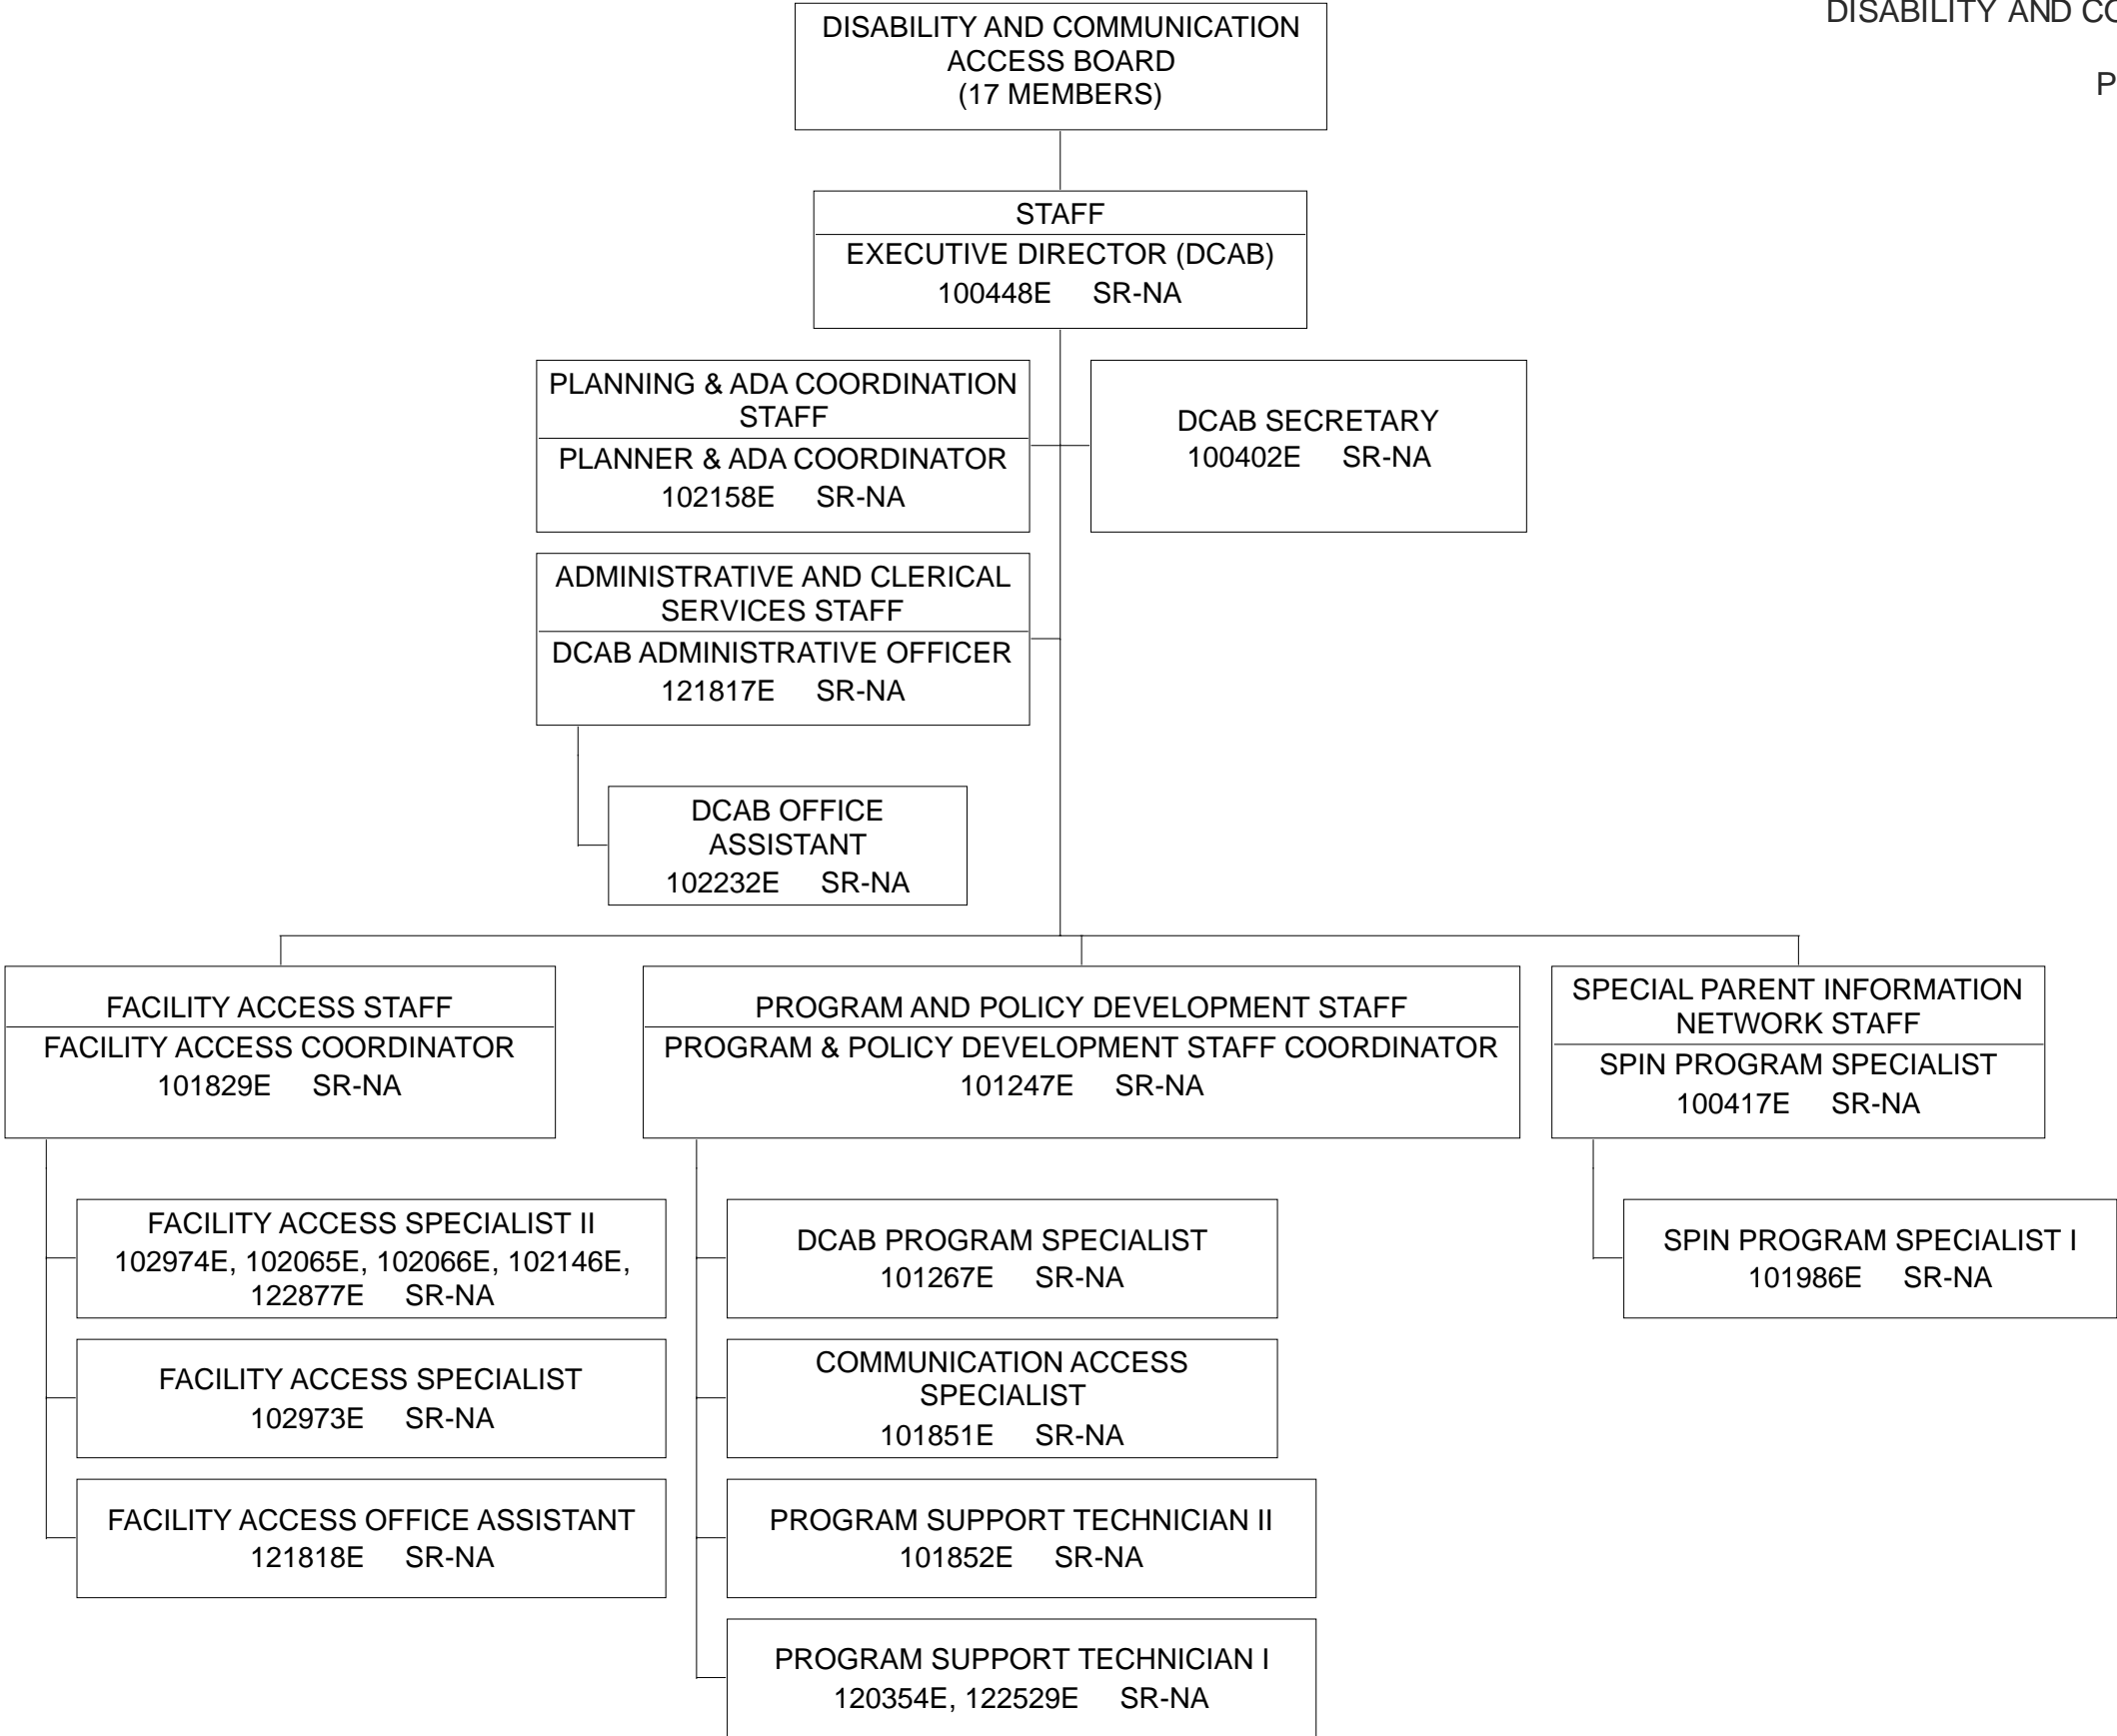 DISABILITY AND CO
P
DISABILITY AND COMMUNICATION
ACCESS BOARD
(17 MEMBERS)
STAFF
EXECUTIVE DIRECTOR (DCAB)
100448E SR-NA
PLANNING & ADA COORDINATION
STAFF
PLANNER & ADA COORDINATOR
102158E SR-NA
DCAB SECRETARY
100402E SR-NA
ADMINISTRATIVE AND CLERICAL
SERVICES STAFF
DCAB ADMINISTRATIVE OFFICER
121817E SR-NA
DCAB OFFICE
ASSISTANT
102232E SR-NA
FACILITY ACCESS STAFF
FACILITY ACCESS COORDINATOR
101829E SR-NA
FACILITY ACCESS SPECIALIST II
102974E, 102065E, 102066E, 102146E,
122877E SR-NA
FACILITY ACCESS SPECIALIST
102973E SR-NA
FACILITY ACCESS OFFICE ASSISTANT
121818E SR-NA
PROGRAM AND POLICY DEVELOPMENT STAFF
PROGRAM & POLICY DEVELOPMENT STAFF COORDINATOR
101247E SR-NA
DCAB PROGRAM SPECIALIST
101267E SR-NA
COMMUNICATION ACCESS
SPECIALIST
101851E SR-NA
PROGRAM SUPPORT TECHNICIAN II
101852E SR-NA
PROGRAM SUPPORT TECHNICIAN I
120354E, 122529E SR-NA
SPECIAL PARENT INFORMATION
NETWORK STAFF
SPIN PROGRAM SPECIALIST
100417E SR-NA
SPIN PROGRAM SPECIALIST I
101986E SR-NA